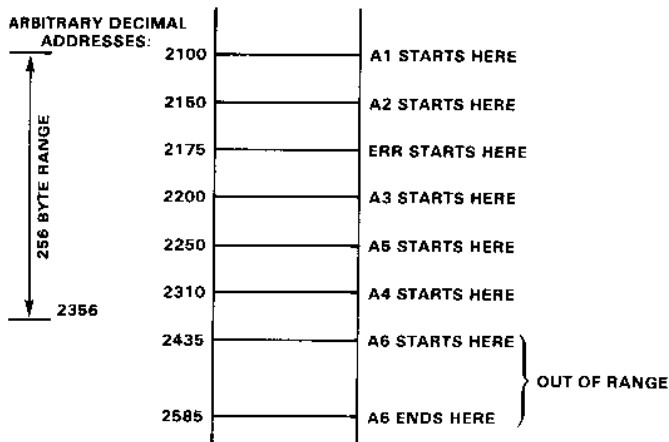 ARBITRARY DECIMAL
ADDRESSES:
2100
A1 STARTS HERE
2150
A2 STARTS HERE
2175
ERR STARTS HERE
256 BYTE RANGE
2200
A3 STARTS HERE
2250
A5 STARTS HERE
2310
A4 STARTS HERE
2356
2435
A6 STARTS HERE
OUT OF RANGE
2585
A6 ENDS HERE